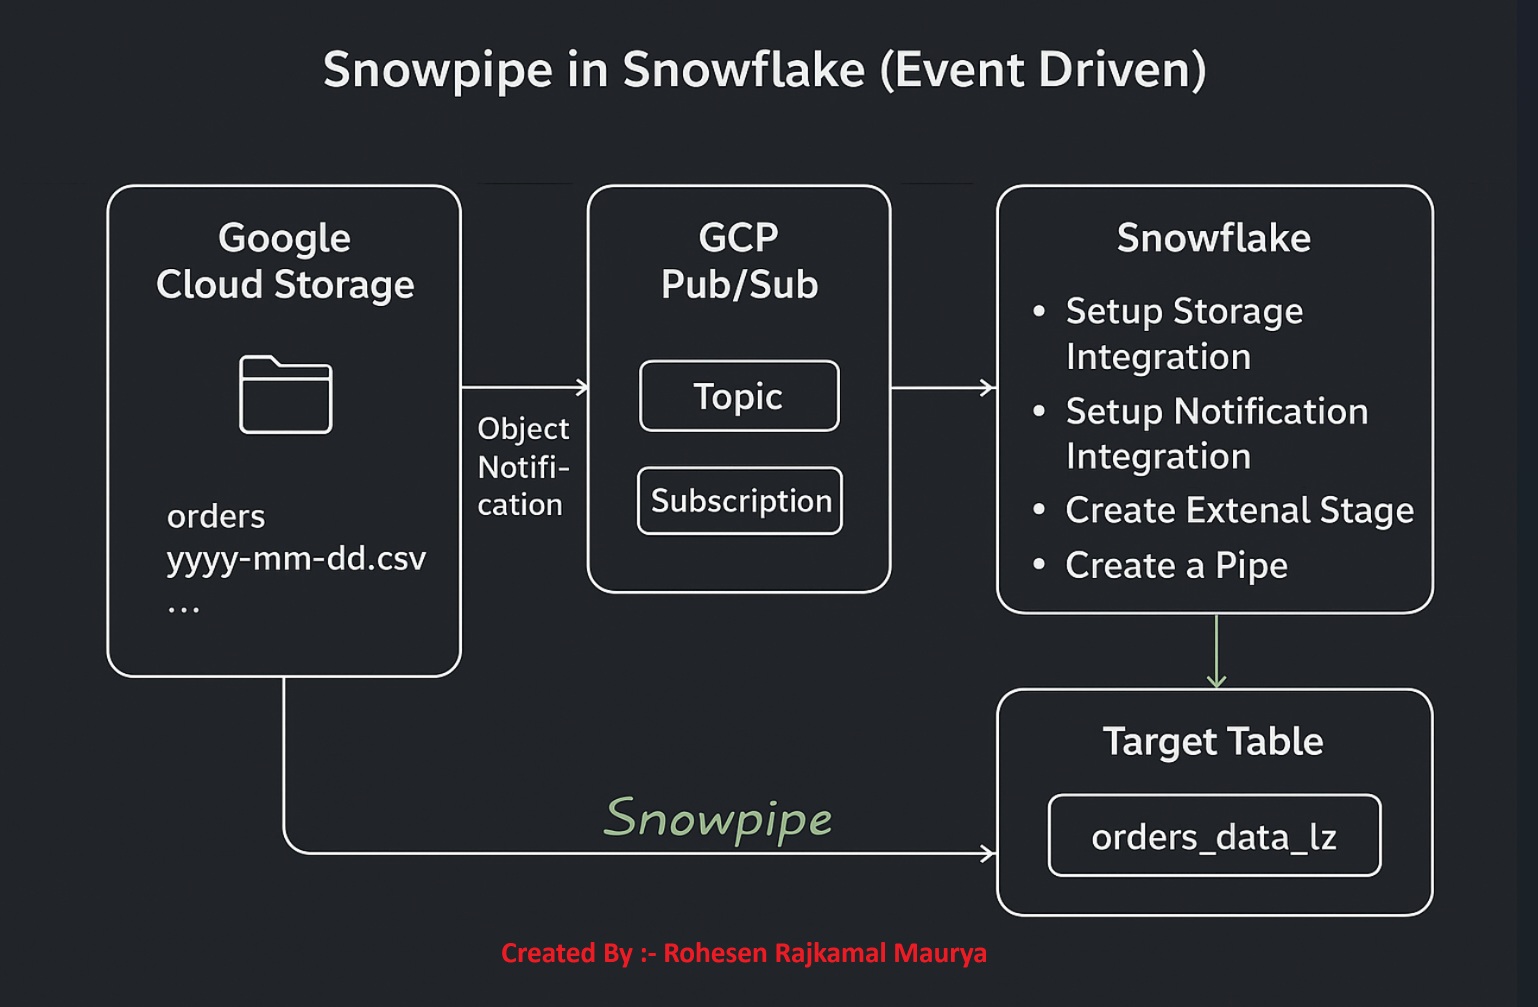 Snowpipe in Snowflake (Event Driven)
Google
Cloud Storage
orders
yyyy-mm-dd.csv
...
Object
Notifi-
cation
GCP
Pub/Sub
Topic
Subscription
Snowflake
• Setup Storage
Integration
• Setup Notification
Integration
• Create Extenal Stage
• Create a Pipe
Target Table
orders_data_lz
Snowpipe
Created By :- Rohesen Rajkamal Maurya